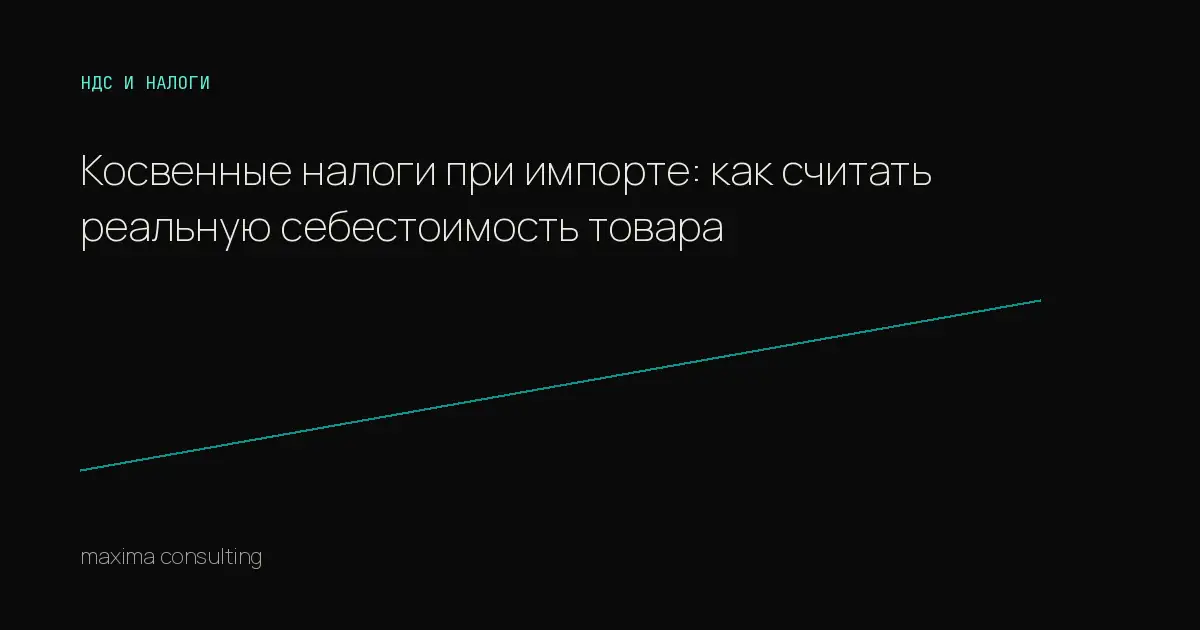 НДС И НАЛОГИ
Косвенные налоги при импорте: как считать
реальную себестоимость товара
maxima consulting